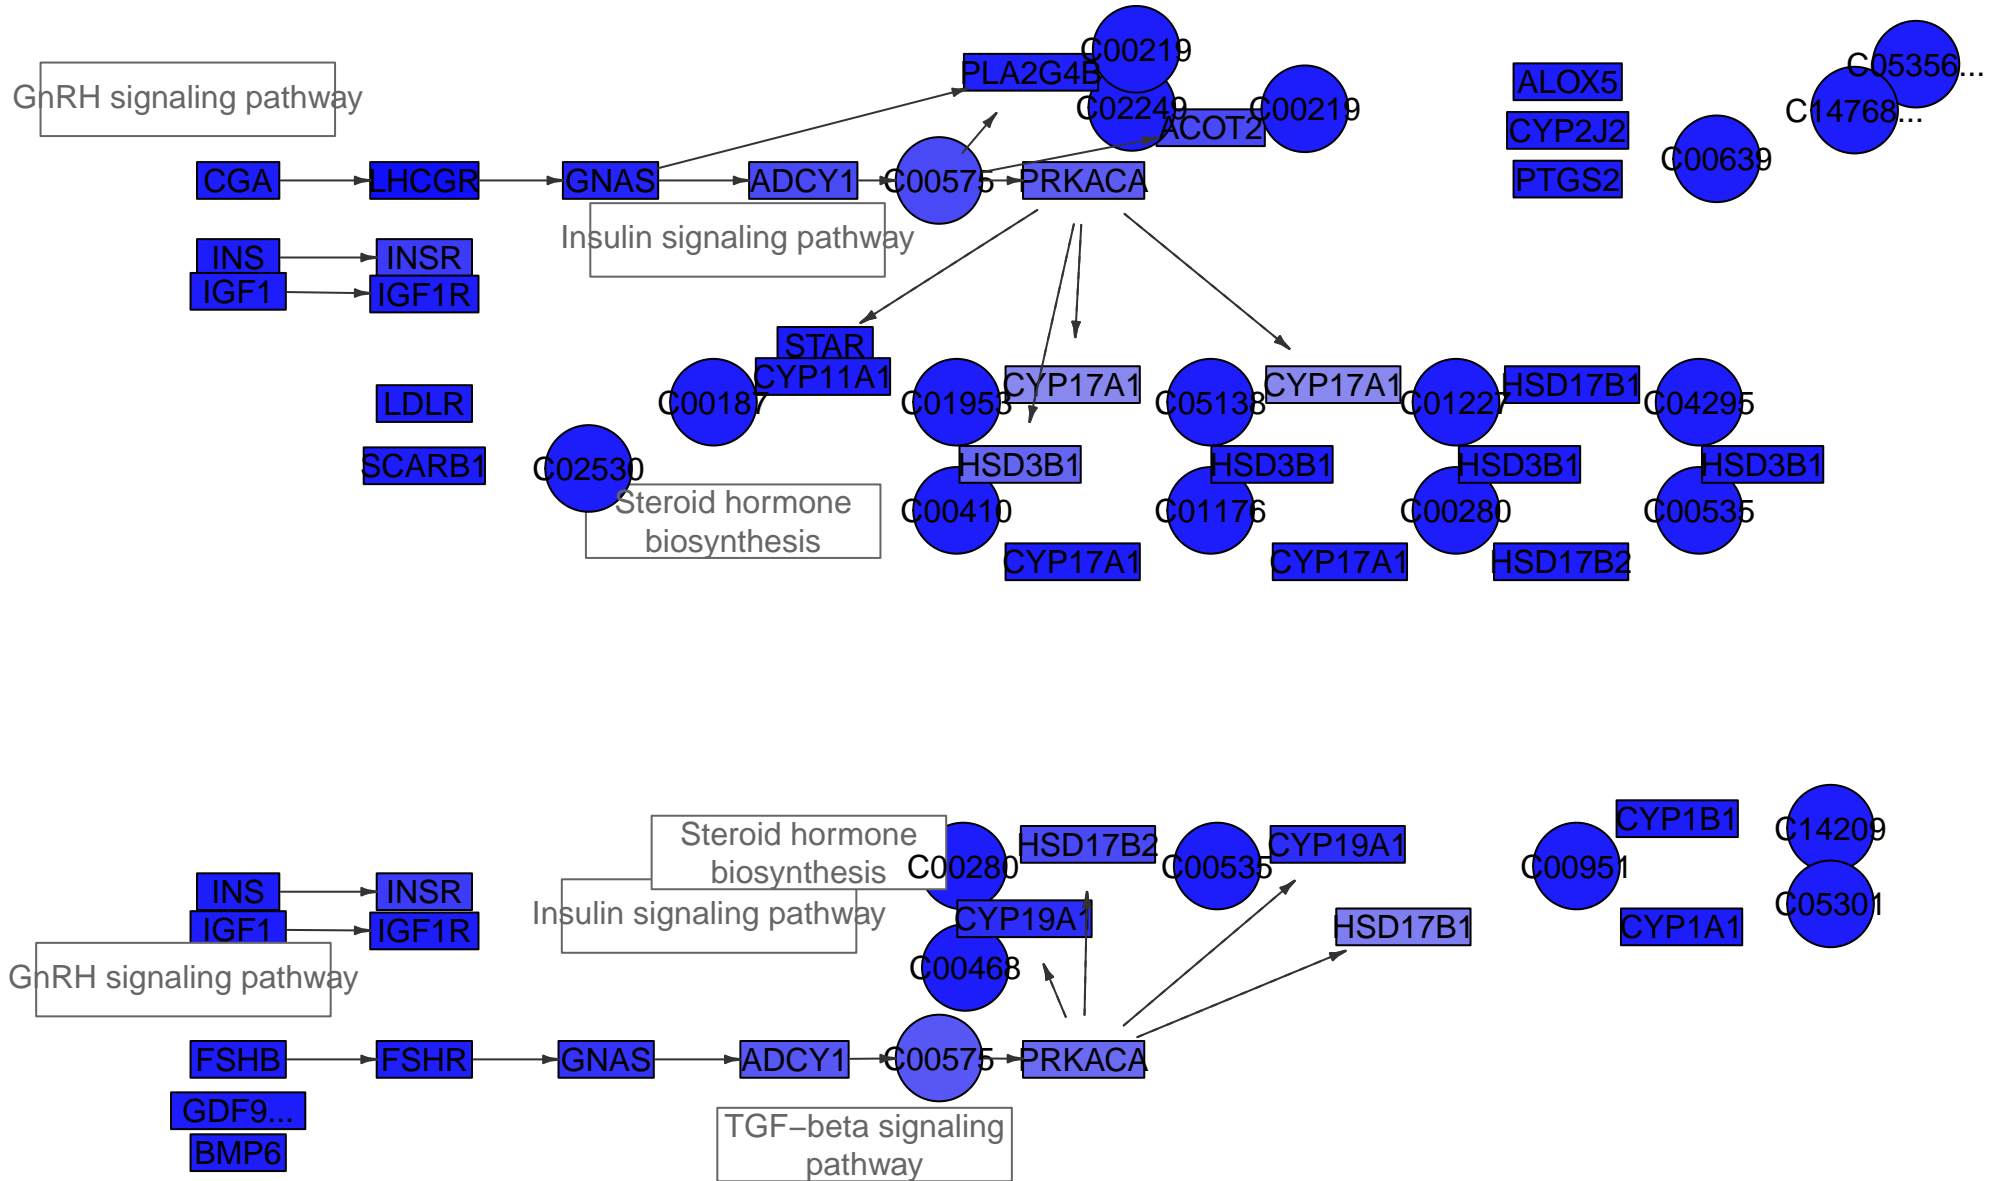 C00219
PLA2G4B
C05356...
ALOX5
GnRH signaling pathway
C02249
ACOT2
C00219
C14768...
CYP2J2
C00639
CGA
LHCGR
GNAS
ADCY1
C00575
PRKACA
PTGS2
Insulin signaling pathway
INS
INSR
IGF1
IGF1R
STAR
CYP11A1
CYP17A1
CYP17A1
HSD17B1
LDLR
C00187
C01953
C05138
C01227
C04295
SCARB1
C02530
HSD3B1
HSD3B1
HSD3B1
HSD3B1
Steroid hormone
biosynthesis
C00410
C01176
C00280
C00535
CYP17A1
CYP17A1
HSD17B2
Steroid hormone
biosynthesis
C00280
HSD17B2
C00535
CYP19A1
C00951
CYP1B1
C14209
INS
INSR
Insulin signaling pathway
CYP19A1
C05301
IGF1
IGF1R
HSD17B1
CYP1A1
GnRH signaling pathway
C00468
FSHB
FSHR
GNAS
ADCY1
C00575
PRKACA
GDF9...
BMP6
TGF−beta signaling
pathway